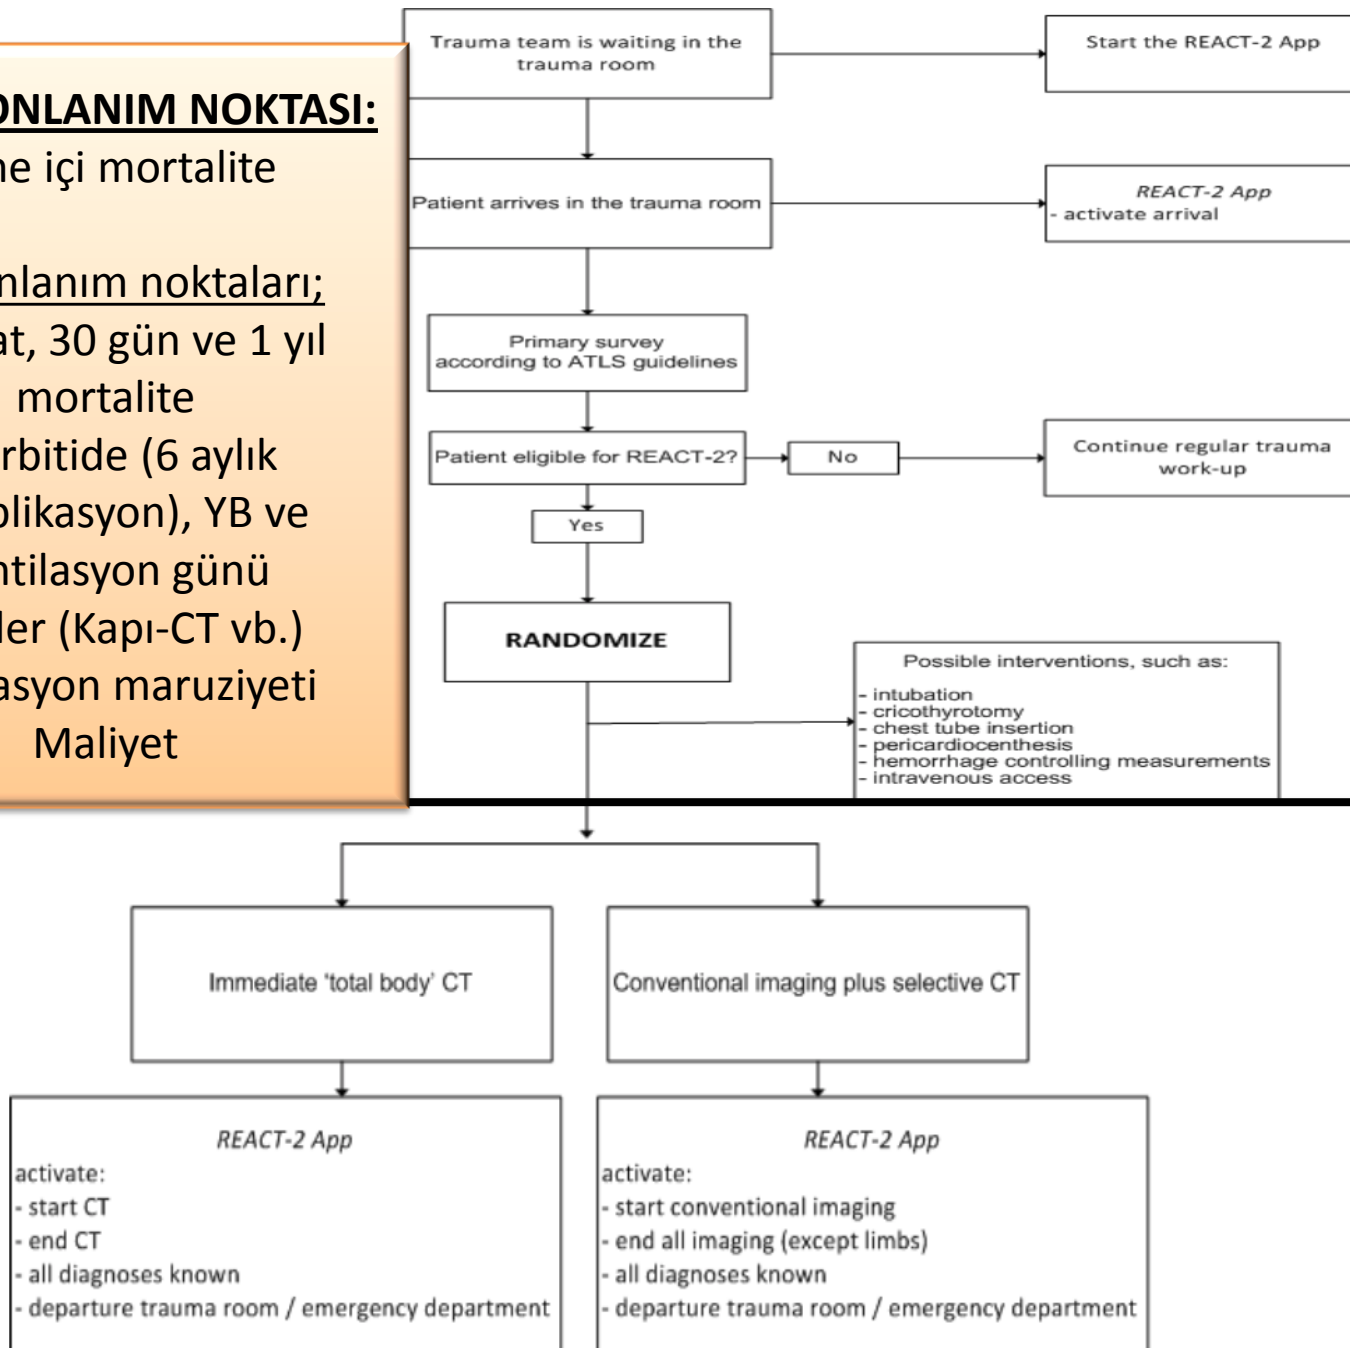 ONLANIM NOKTASI:
ne içi mortalite
nlanım noktaları;
at, 30 gün ve 1 yıl
mortalite
rbitide (6 aylık
plikasyon), YB ve
ntilasyon günü
ler (Kapı-CT vb.)
asyon maruziyeti
Maliyet
Trauma team is waiting in the
trauma room
Start the REACT-2 App
Patient arrives in the trauma room
REACT-2 App
- activate arrival
Primary survey
according to ATLS guidelines
Patient eligible for REACT-2?
No
Continue regular trauma
work-up
Yes
RANDOMIZE
Possible interventions, such as:
- intubation
- cricothyrotomy
- chest tube insertion
- pericardiocenthesis
- hemorrhage controlling measurements
- intravenous access
Immediate 'total body' CT
Conventional imaging plus selective CT
REACT-2 App
activate:
- start CT
- end CT
- all diagnoses known
- departure trauma room / emergency department
REACT-2 App
activate:
- start conventional imaging
- end all imaging (except limbs)
- all diagnoses known
- departure trauma room / emergency department